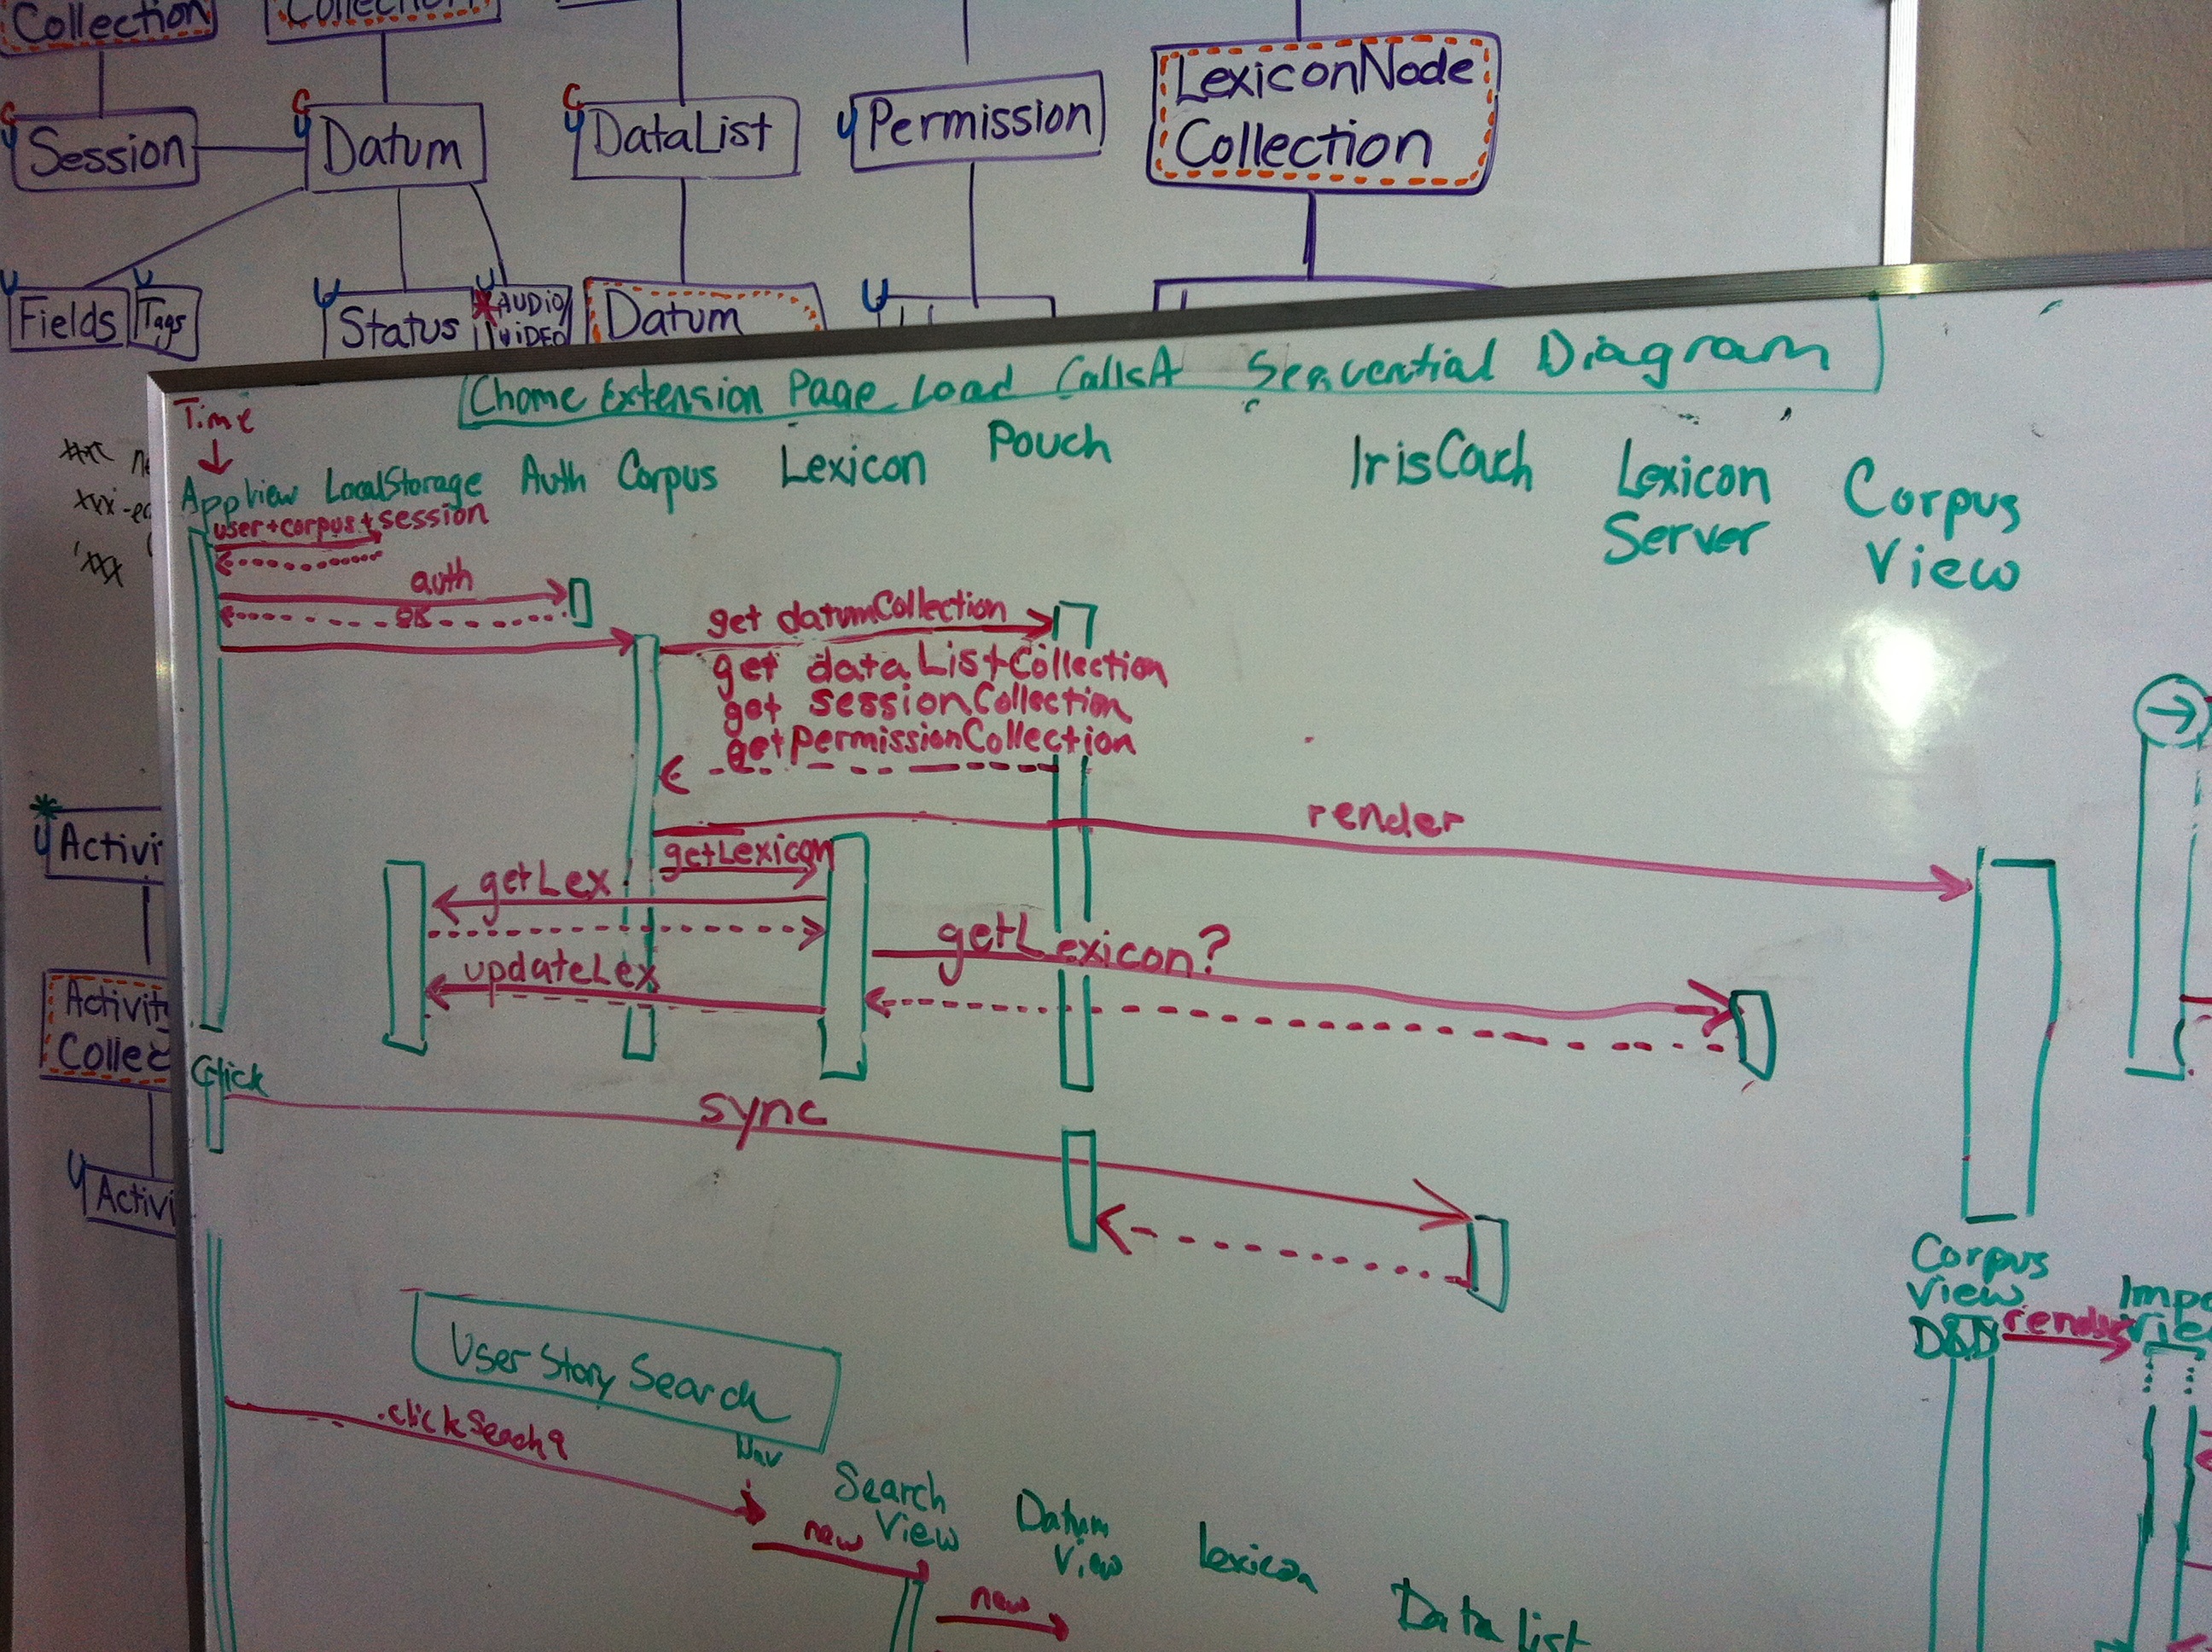 Collection
Collection
LexiconNode
Collection
Session
Datum
DataList
Permission
Fields
Tags
Status
AUDIO/
VIDEO
Datum
Chome Extension Page Load Calls A Sequential Diagram
Time
AppView LocalStorage Auth Corpus Lexicon Pouch IrisCouch Lexicon Server Corpus View
user+corpus+session
auth
OK
get datumCollection
get dataListCollection
get sessionCollection
getPermissionCollection
render
getLexicon
getLex
getLexicon?
updateLex
Click
sync
Activi
Activit
Collec
Activi
Corpus
View
D&D
render
Impo
Vie
User Story Search
Nav
Search
View
Datum
View
Lexicon
Data list
new
new